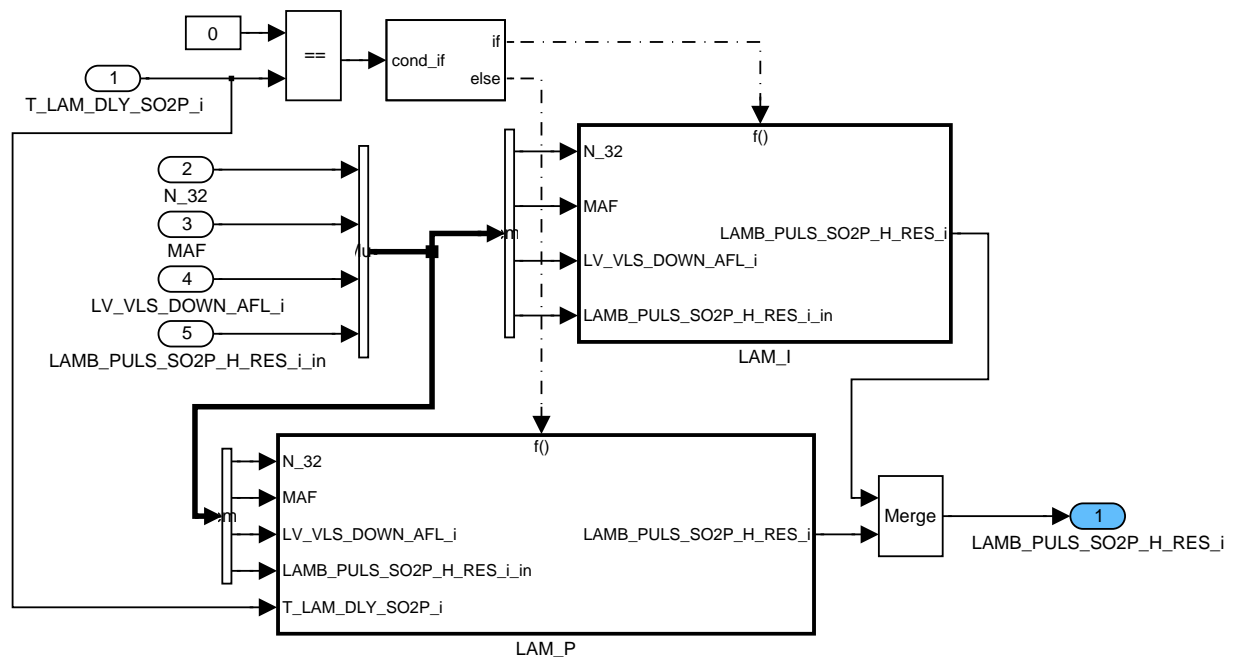 0
==
cond_if
if
else
1
T_LAM_DLY_SO2P_i
f()
N_32
MAF
LV_VLS_DOWN_AFL_i
LAMB_PULS_SO2P_H_RES_i_in
LAMB_PULS_SO2P_H_RES_i
LAM_I
2
N_32
3
MAF
4
LV_VLS_DOWN_AFL_i
5
LAMB_PULS_SO2P_H_RES_i_in
f()
N_32
MAF
LV_VLS_DOWN_AFL_i
LAMB_PULS_SO2P_H_RES_i_in
T_LAM_DLY_SO2P_i
LAMB_PULS_SO2P_H_RES_i
LAM_P
Merge
1
LAMB_PULS_SO2P_H_RES_i